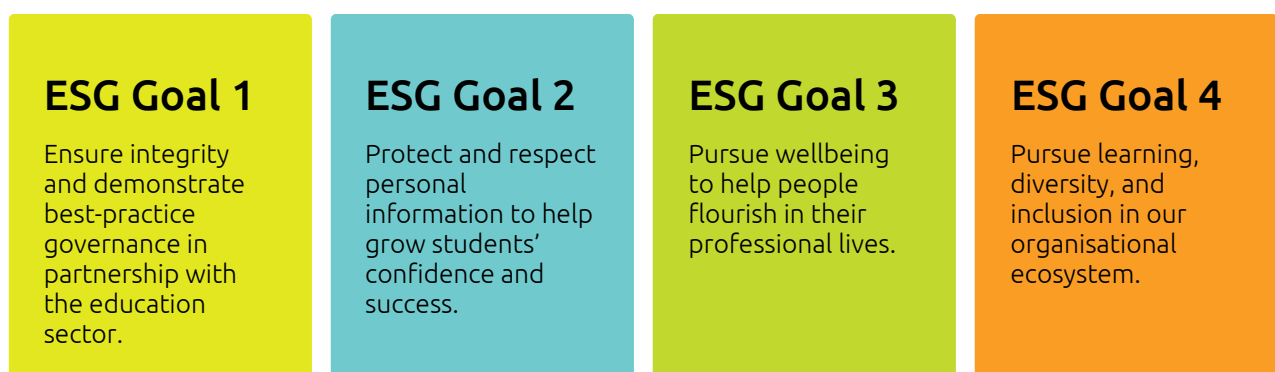 ESG Goal 1
Ensure integrity
and demonstrate
best-practice
governance in
partnership with
the education
sector.
ESG Goal 2
Protect and respect
personal
information to help
grow students’
confidence and
success.
ESG Goal 3
Pursue wellbeing
to help people
flourish in their
professional lives.
ESG Goal 4
Pursue learning,
diversity, and
inclusion in our
organisational
ecosystem.